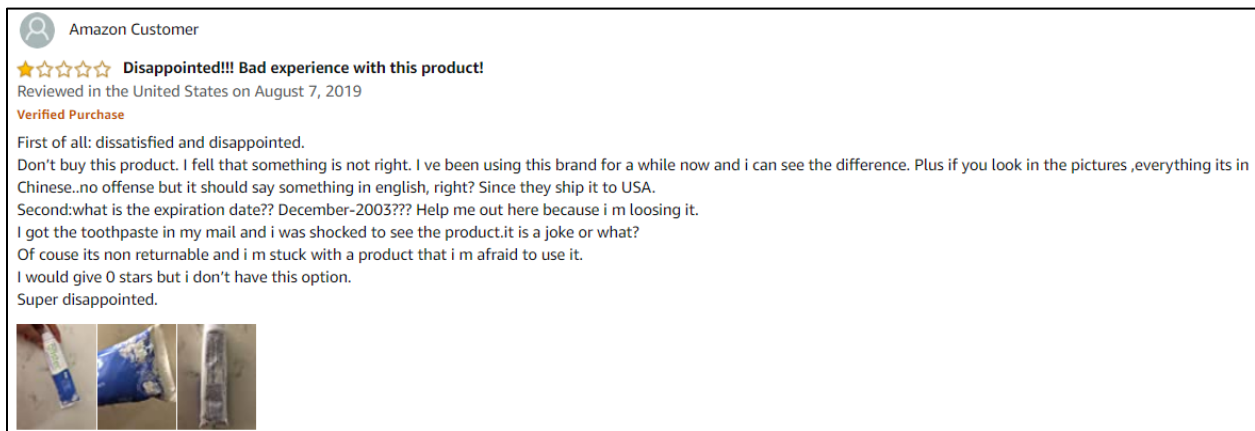 Amazon Customer
Disappointed!!! Bad experience with this product!
Reviewed in the United States on August 7, 2019
Verified Purchase
First of all: dissatisfied and disappointed.
Don't buy this product. I fell that something is not right. I ve been using this brand for a while now and i can see the difference. Plus if you look in the pictures ,everything its in
Chinese..no offense but it should say something in english, right? Since they ship it to USA.
Second:what is the expiration date?? December-2003??? Help me out here because i m loosing it.
I got the toothpaste in my mail and i was shocked to see the product.it is a joke or what?
Of couse its non returnable and i m stuck with a product that i m afraid to use it.
I would give 0 stars but i don't have this option.
Super disappointed.